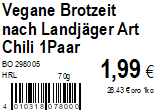 Vegane Brotzeit
nach Landjäger Art
Chili 1Paar
BO 298005
HRL 70g
1,99 €
28.43 € pro 1kg
4 010318 078000